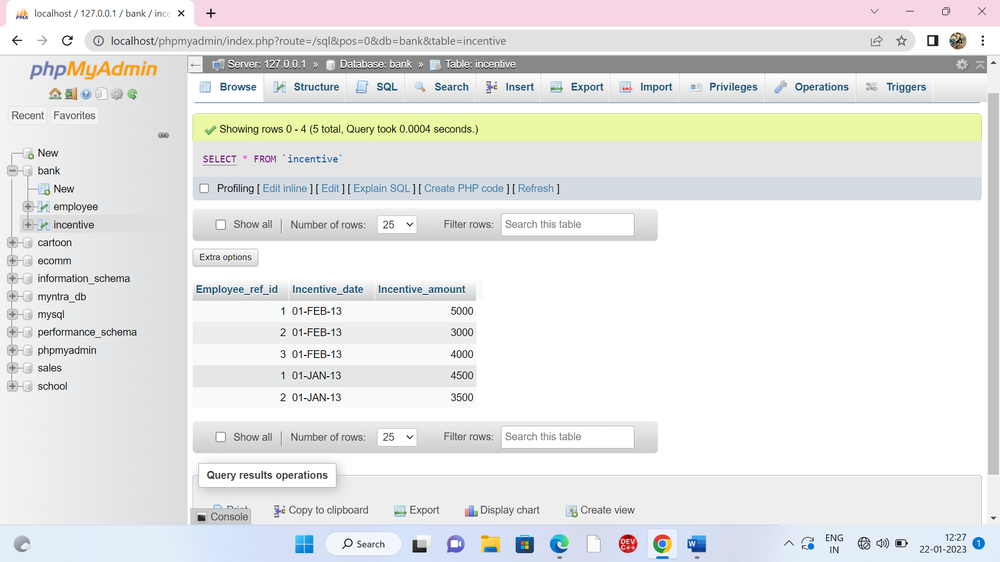 localhost / 127.0.0.1 / bank / ince
localhost/phpmyadmin/index.php?route=/sql&pos=0&db=bank&table=incentive
phpMyAdmin
Recent Favorites
New
bank
New
employee
incentive
cartoon
ecomm
information_schema
myntra_db
mysql
performance_schema
phpmyadmin
sales
school
Server: 127.0.0.1 » Database: bank » Table: incentive
Browse Structure SQL Search Insert Export Import Privileges Operations Triggers
Showing rows 0 - 4 (5 total, Query took 0.0004 seconds.)
SELECT * FROM `incentive`
Profiling [ Edit inline ] [ Edit ] [ Explain SQL ] [ Create PHP code ] [ Refresh ]
Show all Number of rows: 25 Filter rows: Search this table
Extra options
Employee_ref_id Incentive_date Incentive_amount
1 01-FEB-13 5000
2 01-FEB-13 3000
3 01-FEB-13 4000
1 01-JAN-13 4500
2 01-JAN-13 3500
Show all Number of rows: 25 Filter rows: Search this table
Query results operations
Print Copy to clipboard Export Display chart Create view
Console
Search
DEV
C++
W
ENG
IN
12:27
22-01-2023
1